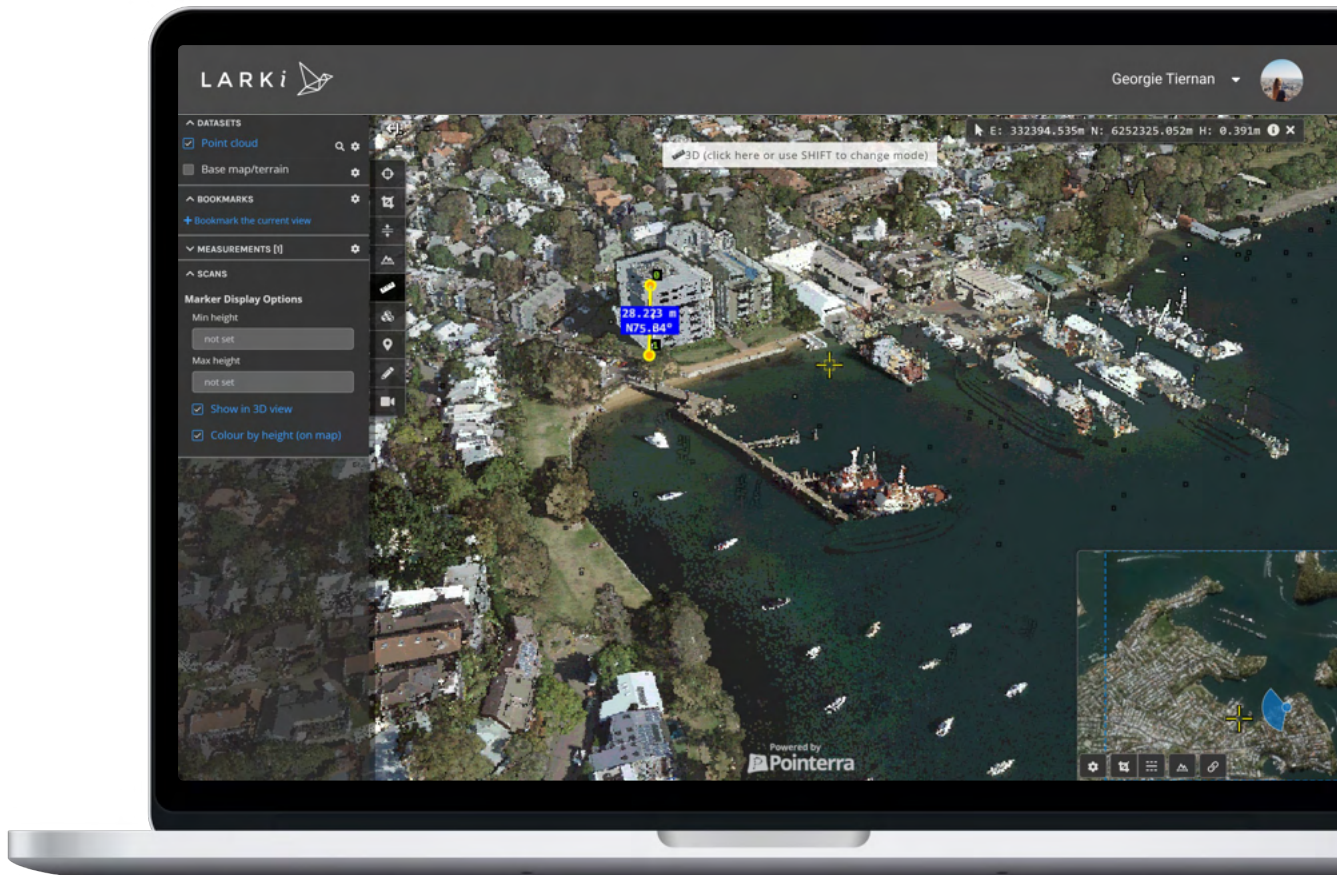 LARKi
Georgie Tiernan
DATASETS
Point cloud
Base map/terrain
BOOKMARKS
+ Bookmark the current view
MEASUREMENTS [1]
SCANS
Marker Display Options
Min height
not set
Max height
not set
Show in 3D view
Colour by height (on map)
3D (click here or use SHIFT to change mode)
E: 332394.535m N: 6252325.052m H: 0.391m
0
28.223 m
N75.84°
1
Powered by
Pointerra